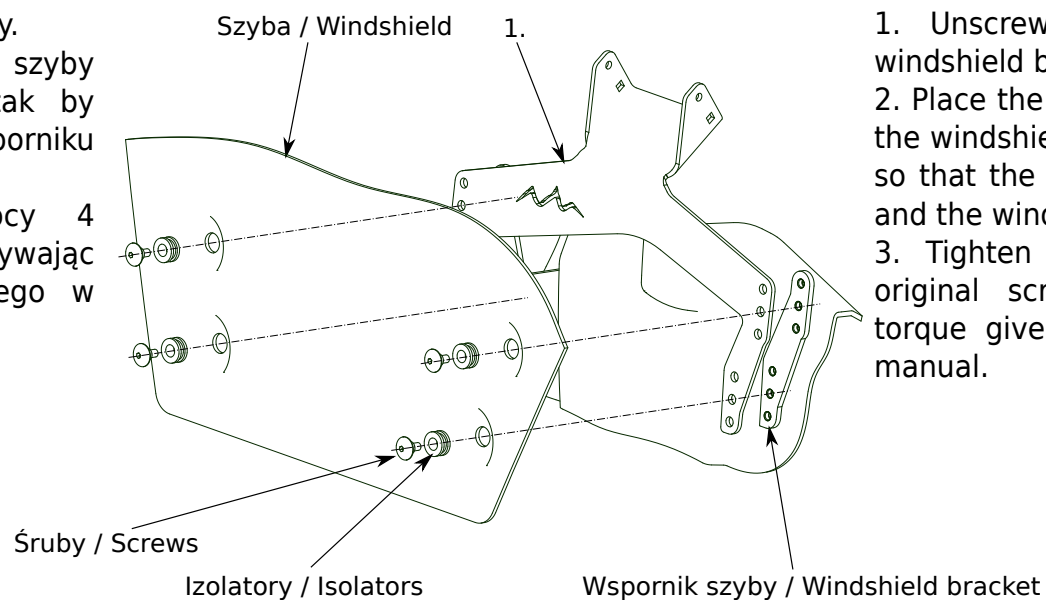 y.
szyby
tak by
porniku
ocy 4
ywając
ego w
Szyba / Windshield
1.
Śruby / Screws
Izolatory / Isolators
Wspornik szyby / Windshield bracket
1. Unscrew
windshield b
2. Place the
the windshie
so that the
and the wind
3. Tighten
original scr
torque give
manual.